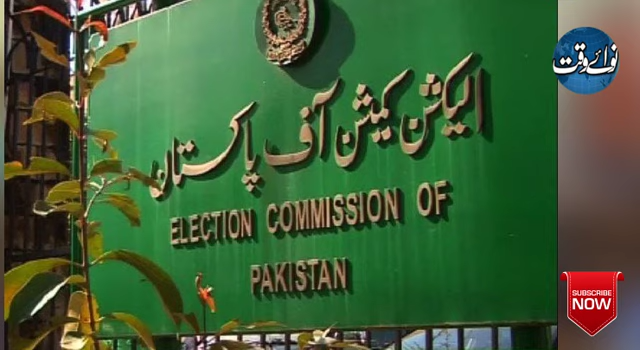 نوائے وقت
الیکشن کمیشن آف پاکستان
ELECTION COMMISSION OF
PAKISTAN
SUBSCRIBE
NOW